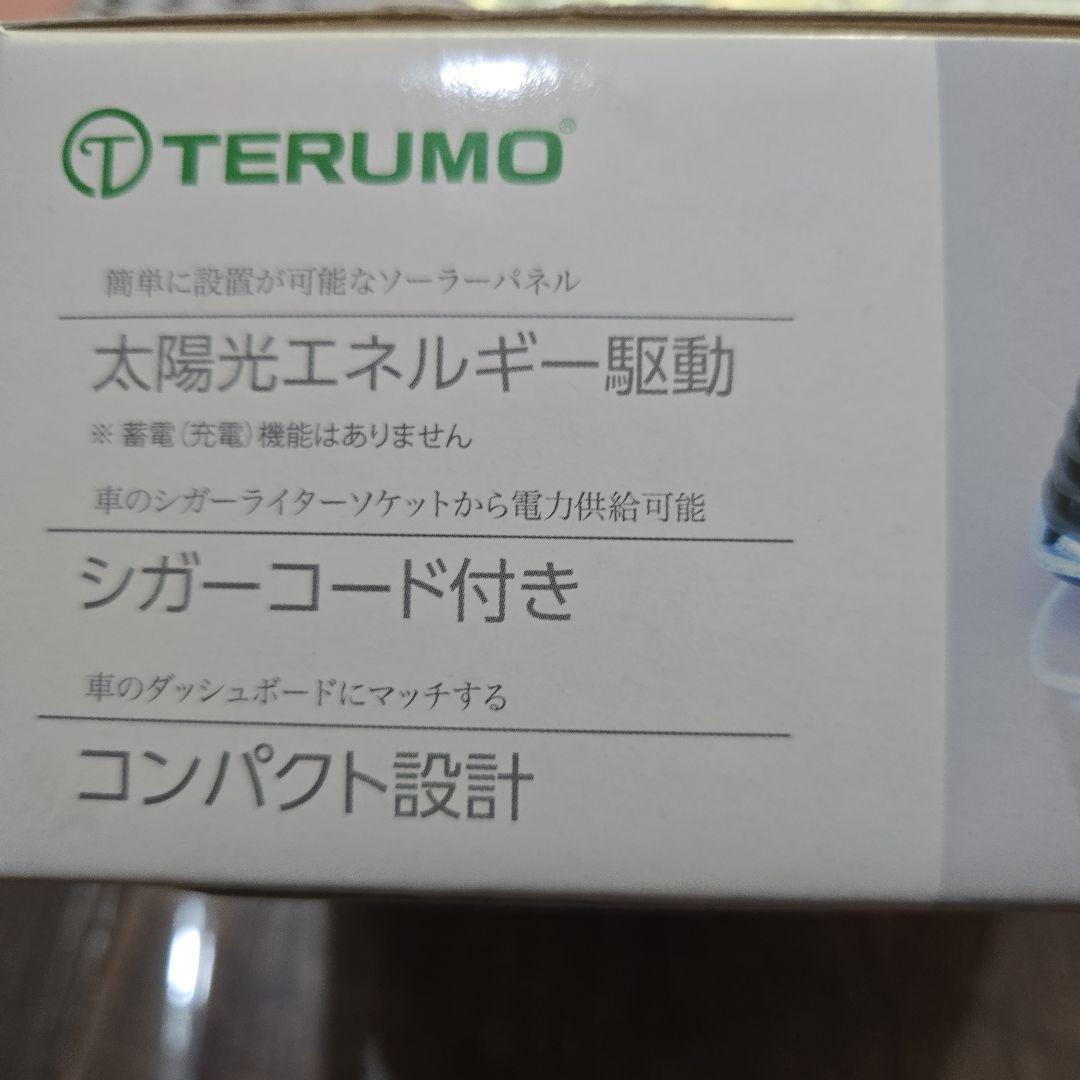 TERUMO®
簡単に設置が可能なソーラーパネル
太陽光エネルギー駆動
※蓄電(充電)機能はありません
車のシガーライターソケットから電力供給可能
シガーコード付き
車のダッシュボードにマッチする
コンパクト設計